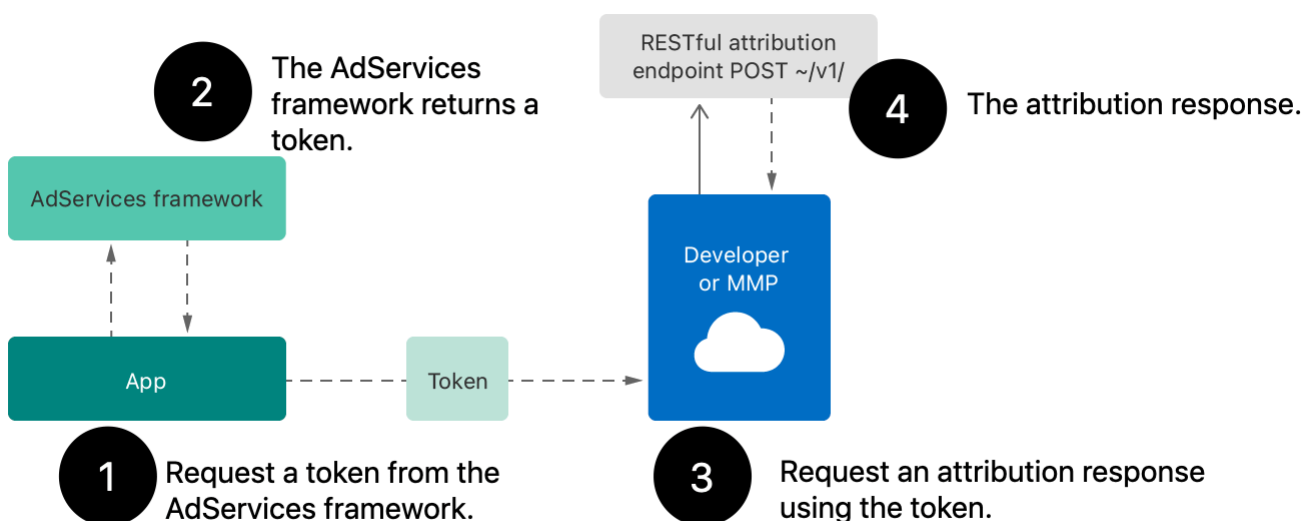 2
The AdServices
framework returns a
token.
RESTful attribution
endpoint POST ~/v1/
4
The attribution response.
AdServices framework
Developer
or MMP
App
Token
1
Request a token from the
AdServices framework.
3
Request an attribution response
using the token.